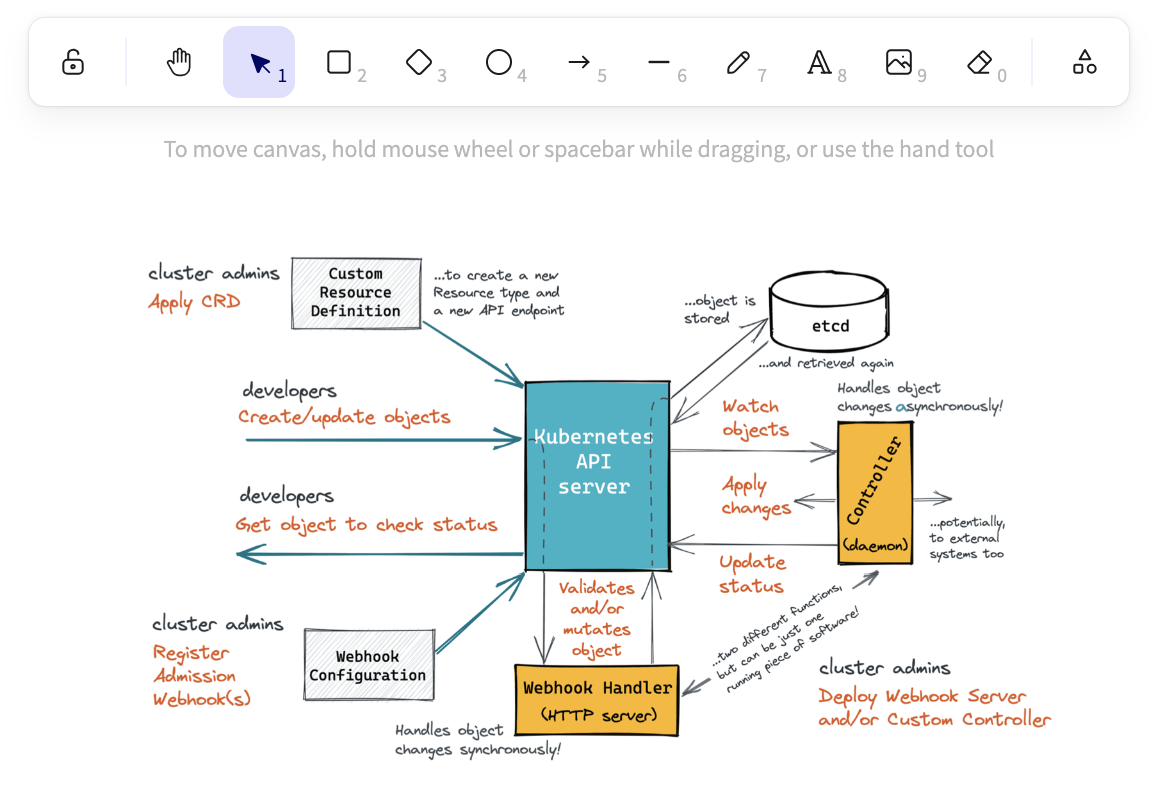 1
2
3
4
5
6
7
8
9
0
To move canvas, hold mouse wheel or spacebar while dragging, or use the hand tool
cluster admins
Apply CRD
Custom
Resource
Definition
...to create a new
Resource type and
a new API endpoint
...object is
stored
etcd
...and retrieved again
developers
Create/update objects
Kubernetes
API
server
Watch
objects
Handles object
changes asynchronously!
developers
Get object to check status
Apply
changes
Controller
(daemon)
...potentially,
to external
systems too
Update
status
Validates
and/or
mutates
object
cluster admins
Register
Admission
Webhook(s)
Webhook
Configuration
Webhook Handler
(HTTP server)
Handles object
changes synchronously!
...two different functions,
but can be just one
running piece of software!
cluster admins
Deploy Webhook Server
and/or Custom Controller